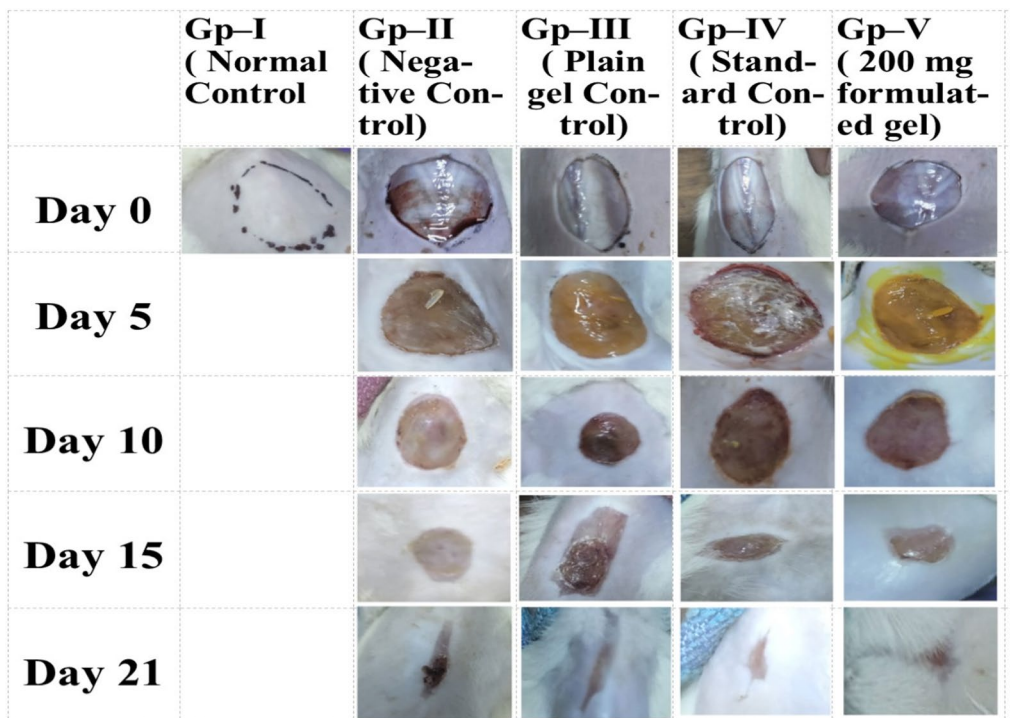 Gp–I
( Normal
Control
Gp–II
( Nega-
tive Con-
trol)
Gp–III
( Plain
gel Con-
trol)
Gp–IV
( Stand-
ard Con-
trol)
Gp–V
( 200 mg
formulat-
ed gel)
Day 0
Day 5
Day 10
Day 15
Day 21